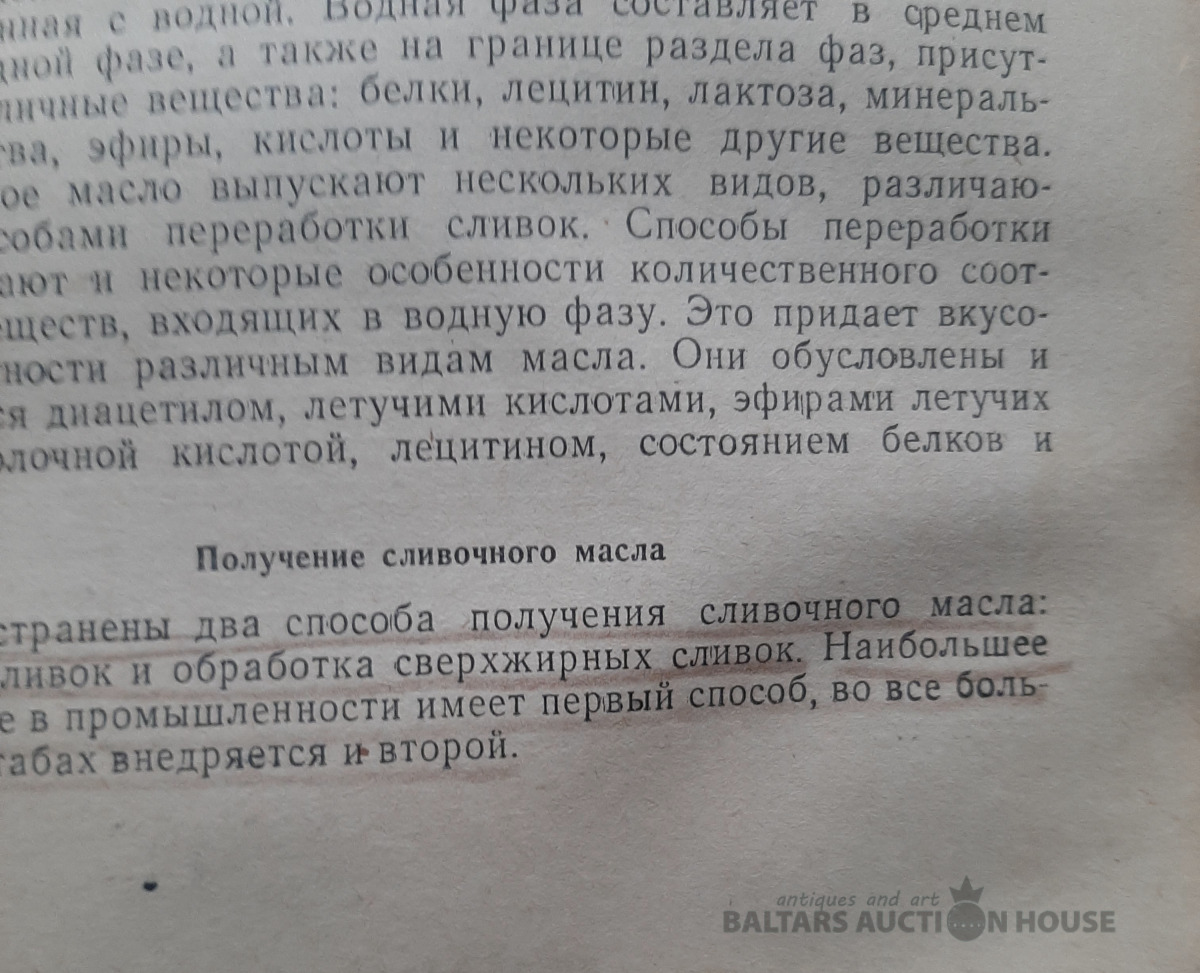 нная с водной. Водная фаза составляет в среднем
дной фазе, а также на границе раздела фаз, присут-
личные вещества: белки, лецитин, лактоза, минераль-
тва, эфиры, кислоты и некоторые другие вещества.
ое масло выпускают нескольких видов, различаю-
собами переработки сливок. Способы переработки
ают и некоторые особенности количественного соот-
еществ, входящих в водную фазу. Это придает вкусо-
ности различным видам масла. Они обусловлены и
ся диацетилом, летучими кислотами, эфирами летучих
олочной кислотой, лецитином, состоянием белков и
Получение сливочного масла
странены два способа получения сливочного масла:
ливок и обработка сверхжирных сливок. Наибольшее
е в промышленности имеет первый способ, во все боль-
табах внедряется и второй.
antiques and art
BALTARS AUCTION HOUSE